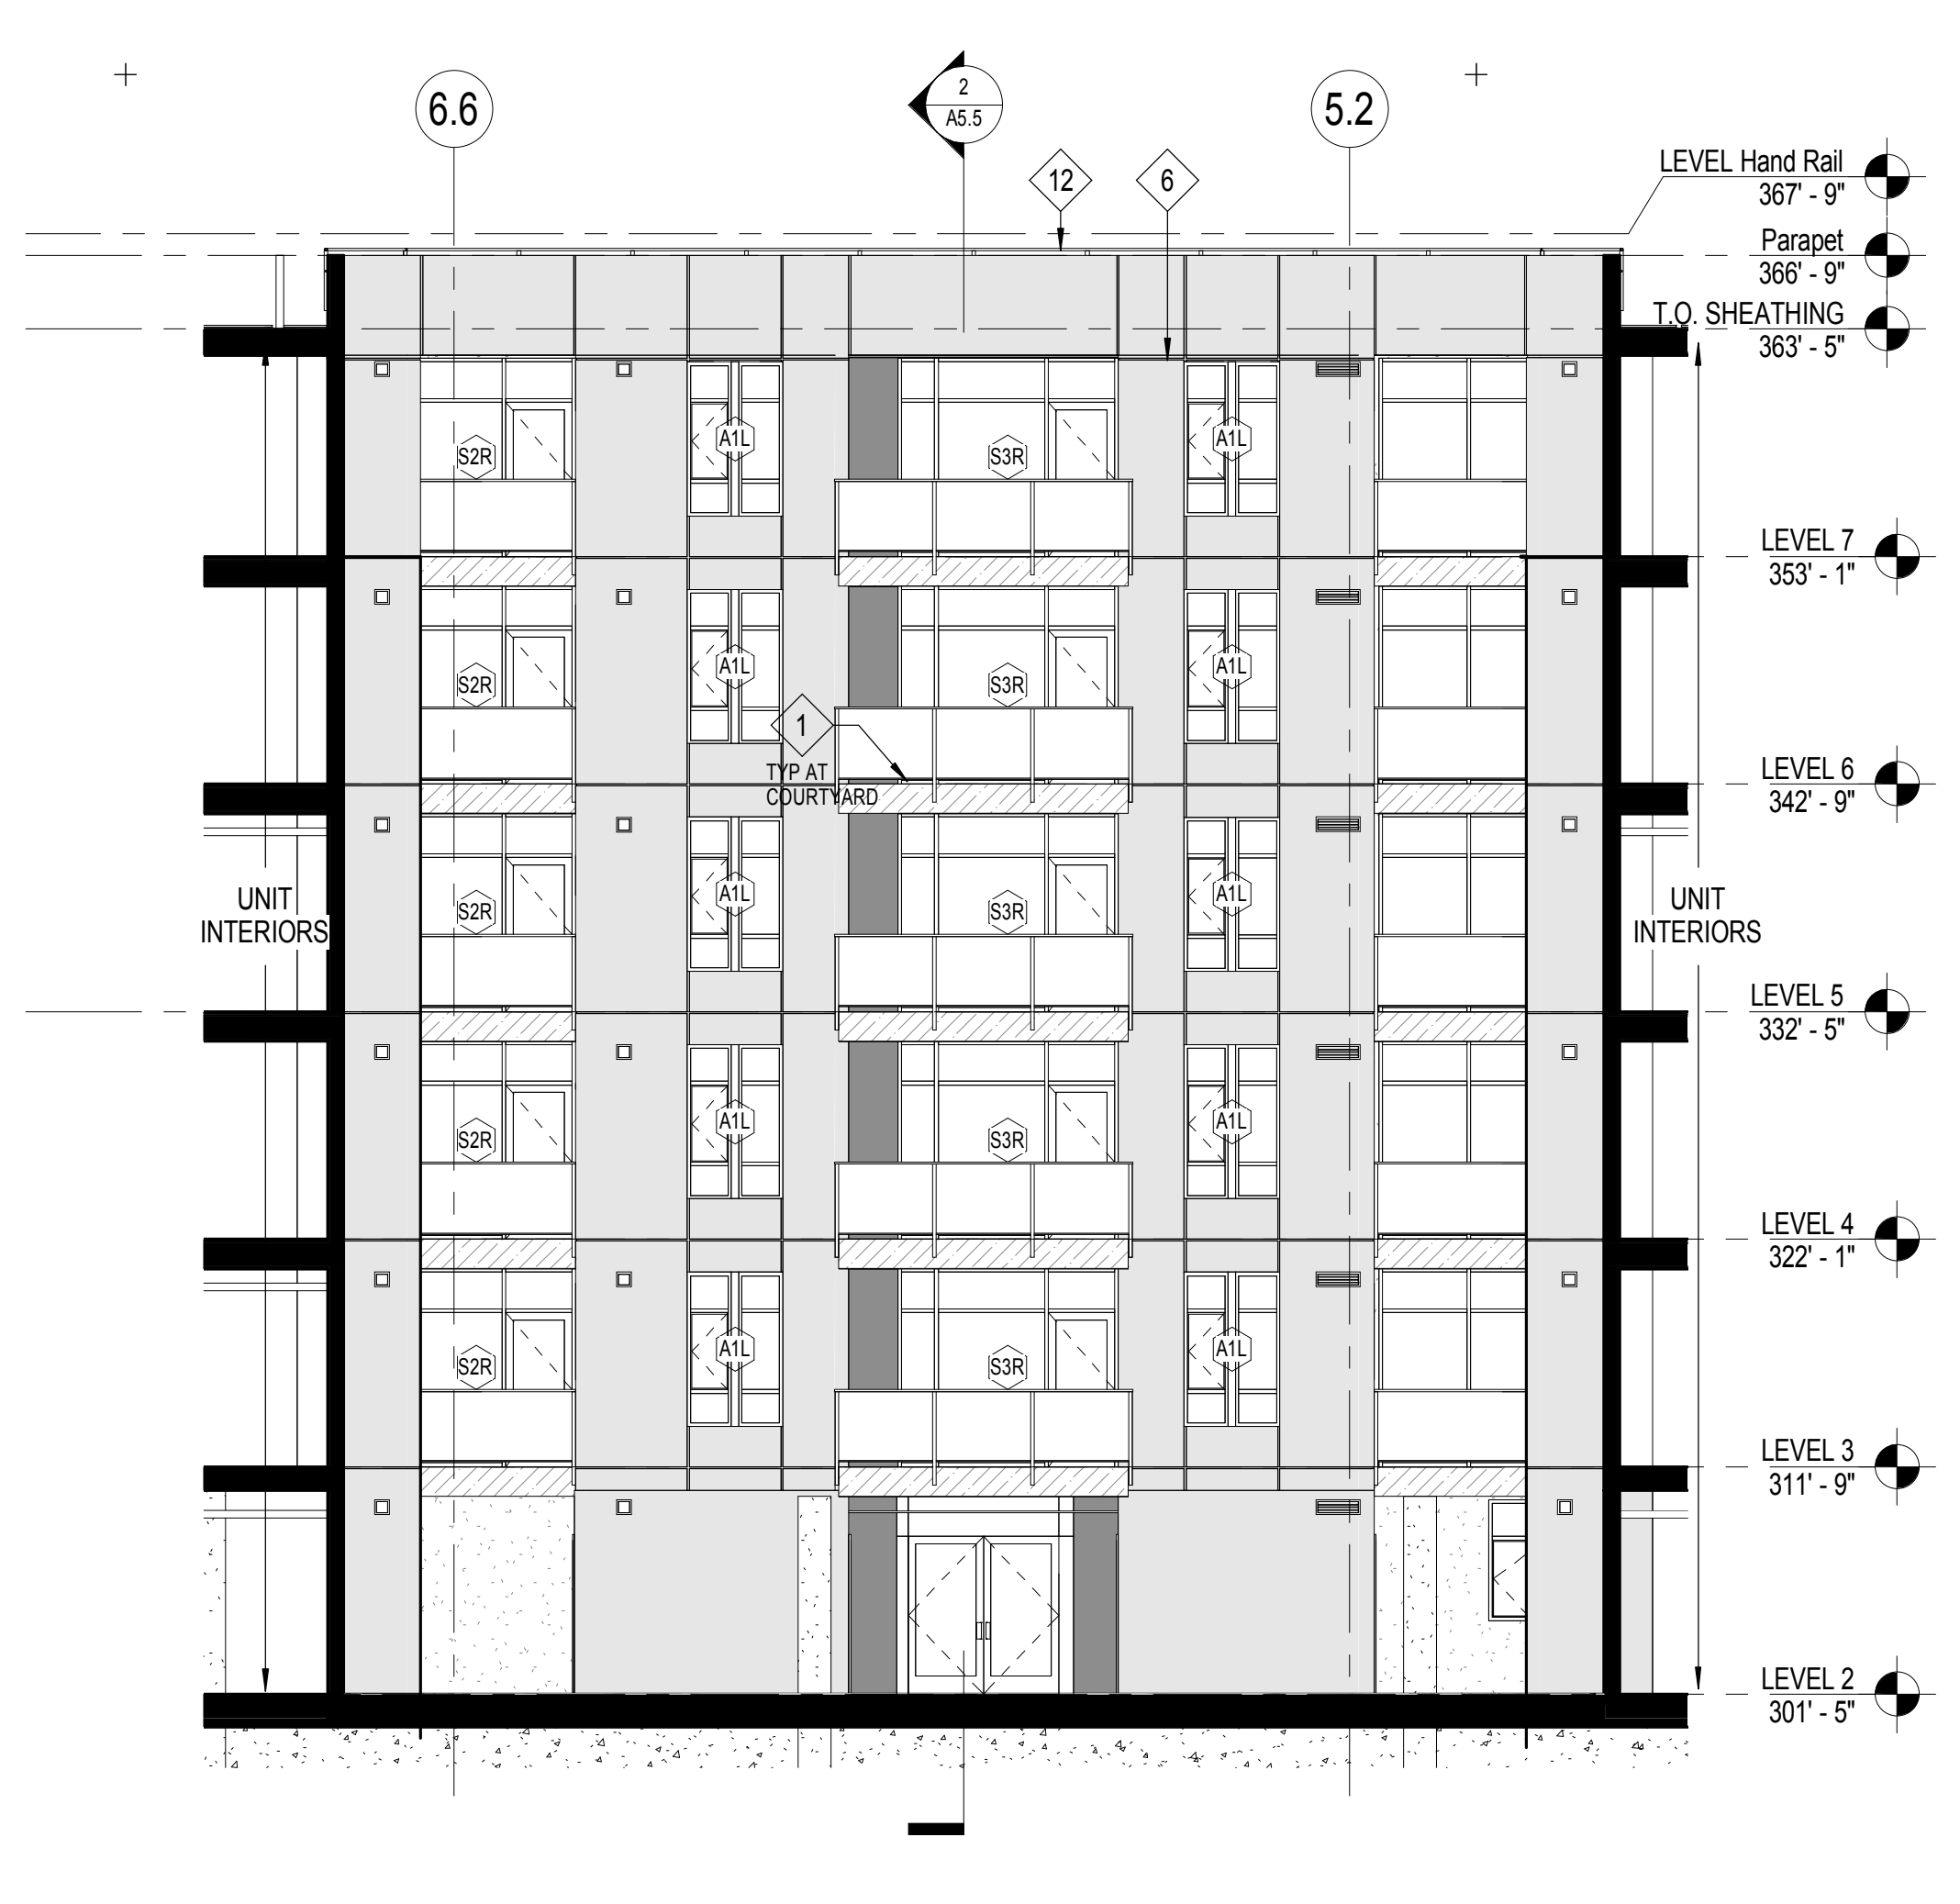 6.6
2
A5.5
5.2
12
6
LEVEL Hand Rail
367' - 9"
Parapet
366' - 9"
T.O. SHEATHING
363' - 5"
S2R
A1L
S3R
A1L
LEVEL 7
353' - 1"
S2R
A1L
S3R
A1L
1
TYP AT
COURTYARD
LEVEL 6
342' - 9"
S2R
A1L
S3R
A1L
UNIT
INTERIORS
UNIT
INTERIORS
LEVEL 5
332' - 5"
S2R
A1L
S3R
A1L
LEVEL 4
322' - 1"
S2R
A1L
S3R
A1L
LEVEL 3
311' - 9"
LEVEL 2
301' - 5"